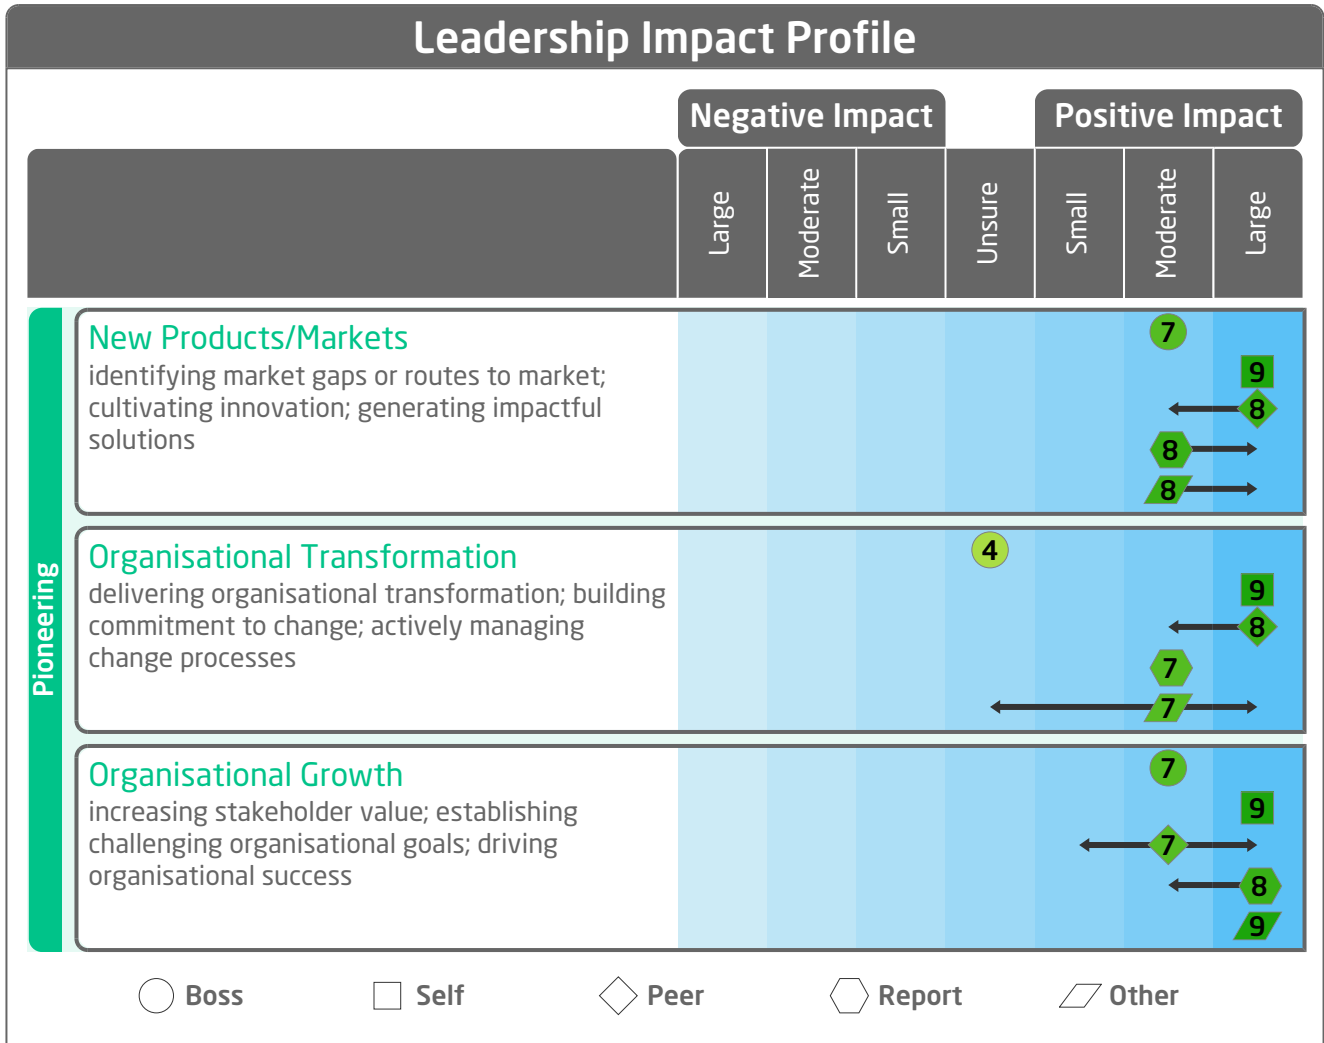 Leadership Impact Profile
Negative Impact
Positive Impact
Large
Moderate
Small
Unsure
Small
Moderate
Large
Pioneering
New Products/Markets
identifying market gaps or routes to market;
cultivating innovation; generating impactful
solutions
7
9
8
8
8
Organisational Transformation
delivering organisational transformation; building
commitment to change; actively managing
change processes
4
9
8
7
7
Organisational Growth
increasing stakeholder value; establishing
challenging organisational goals; driving
organisational success
7
9
7
8
9
Boss
Self
Peer
Report
Other